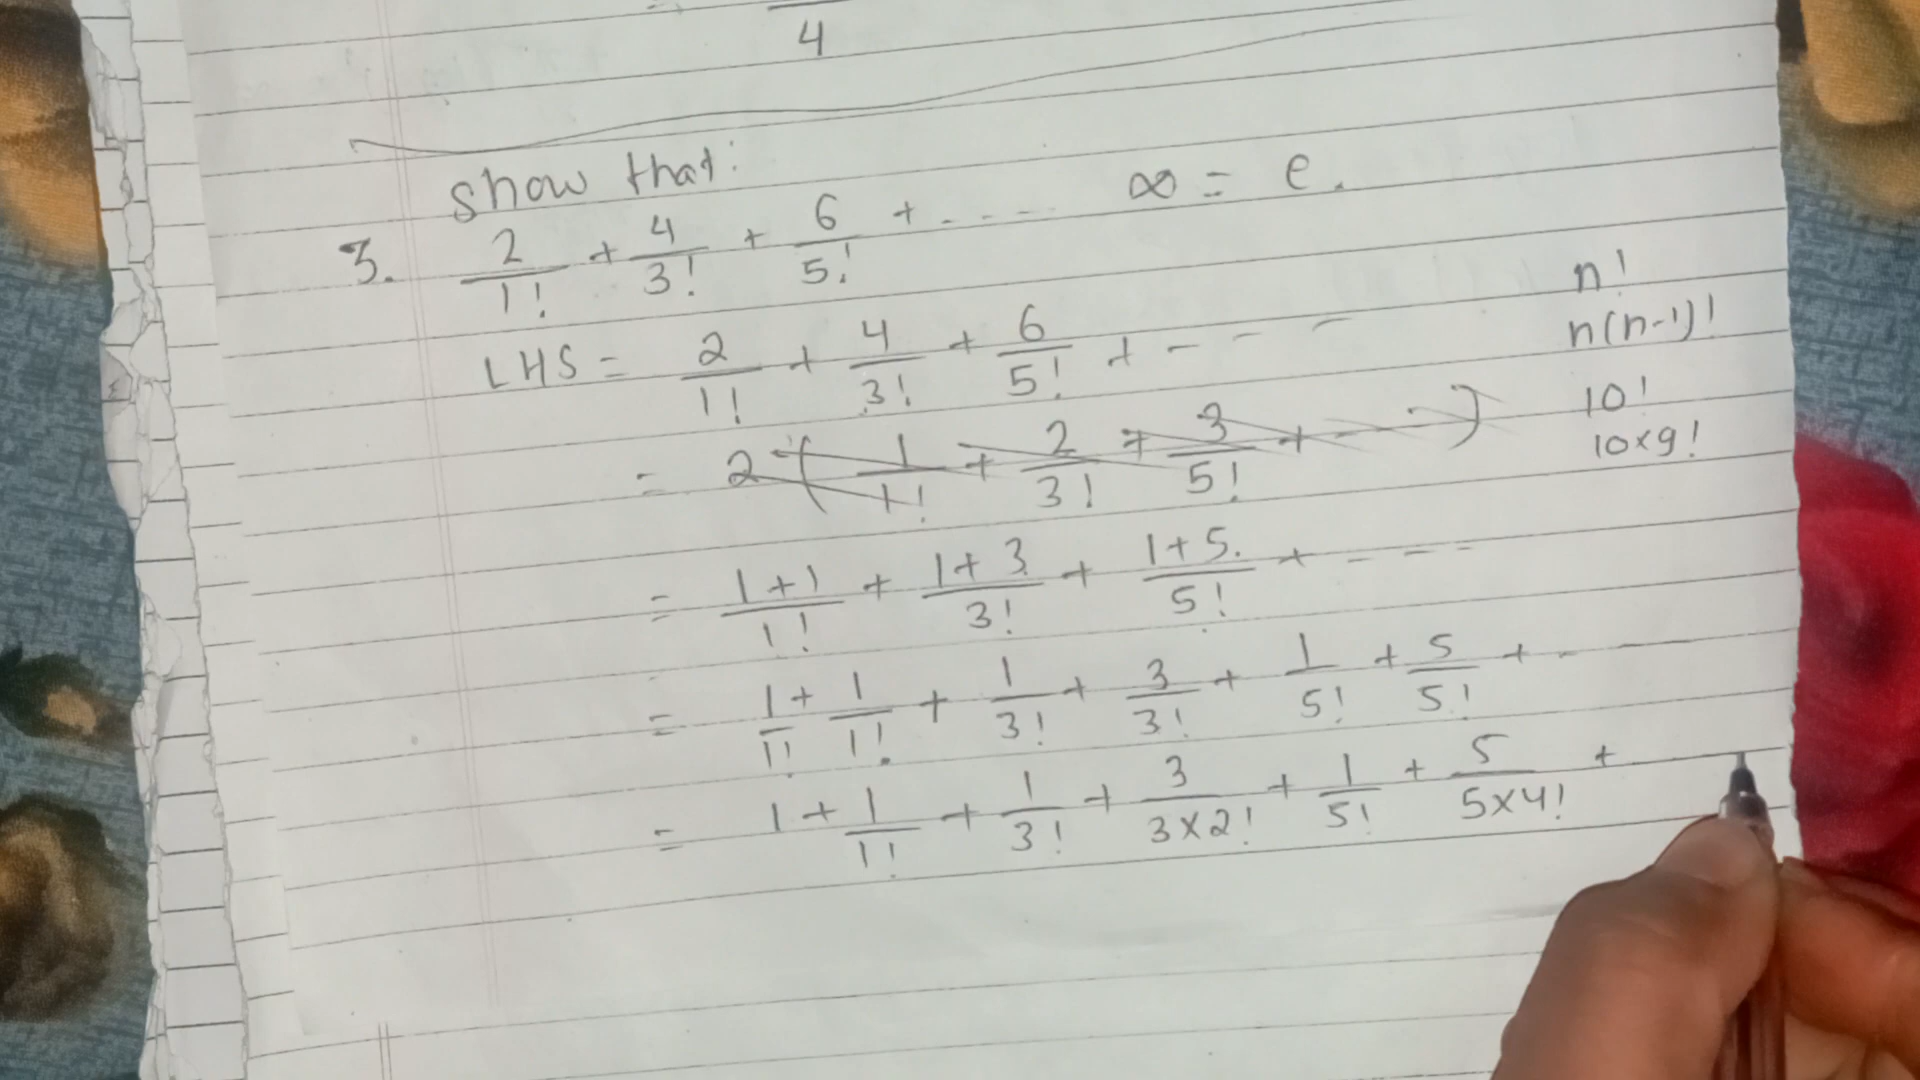 4
show that:
3. 2/1! + 4/3! + 6/5! + .... ∞ = e.
LHS = 2/1! + 4/3! + 6/5! + - - -
= 2 ( 1/1! + 2/3! + 3/5! + - - - )
= 1+1/1! + 1+3/3! + 1+5/5! + - - - -
= 1/1! + 1/1! + 1/3! + 3/3! + 1/5! + 5/5! + - -
= 1 + 1/1! + 1/3! + 3/3×2! + 1/5! + 5/5×4! +
n!
n(n-1)!
10!
10×9!